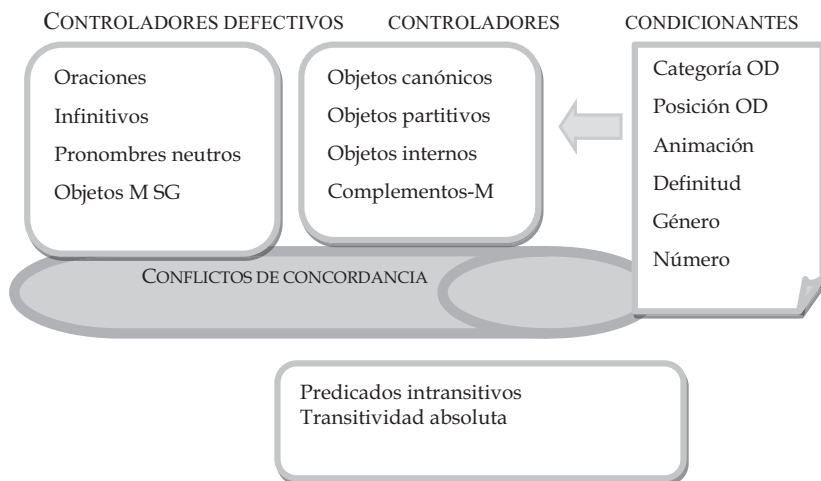 CONTROLADORES DEFECTIVOS
Oraciones
Infinitivos
Pronombres neutros
Objetos M SG
CONTROLADORES
Objetos canónicos
Objetos partitivos
Objetos internos
Complementos-M
CONDICIONANTES
Categoría OD
Posición OD
Animación
Definitud
Género
Número
CONFLICTOS DE CONCORDANCIA
Predicados intransitivos
Transitividad absoluta